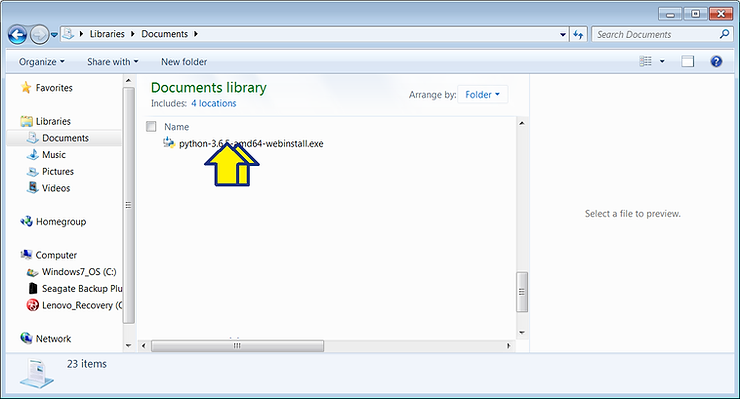 Libraries Documents
Search Documents
Organize Share with New folder
Favorites
Libraries
Documents
Music
Pictures
Videos
Homegroup
Computer
Windows7_OS (C:)
Seagate Backup Plu
Lenovo_Recovery (
Network
Documents library
Includes: 4 locations
Arrange by: Folder
Name
python-3.6.5-amd64-webinstall.exe
Select a file to preview.
23 items